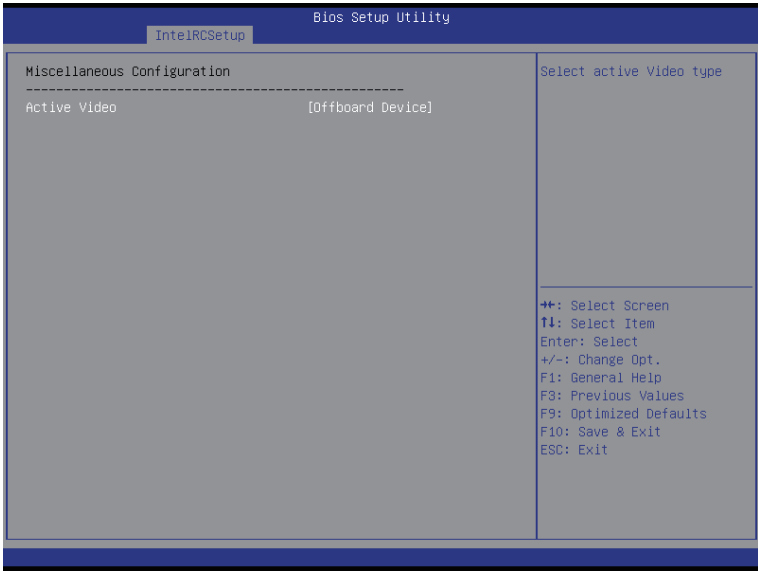 Bios Setup Utility
IntelRCSetup
Miscellaneous Configuration
--------------------------------------------------
Active Video [Offboard Device]
Select active Video type
→←: Select Screen
↑↓: Select Item
Enter: Select
+/-: Change Opt.
F1: General Help
F3: Previous Values
F9: Optimized Defaults
F10: Save & Exit
ESC: Exit